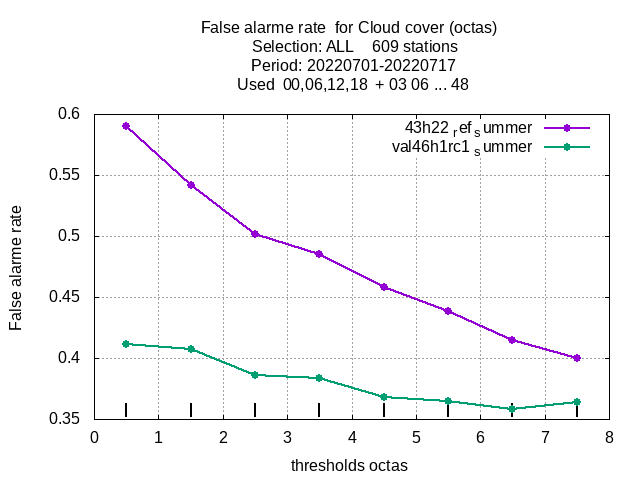 False alarme rate  for Cloud cover (octas)
Selection: ALL    609 stations
Period: 20220701-20220717
Used  00,06,12,18  + 03 06 ... 48
0.6
43h22_ref_summer
val46h1rc1_summer
0.55
0.5
0.45
0.4
0.35
False alarme rate
0 1 2 3 4 5 6 7 8
thresholds octas